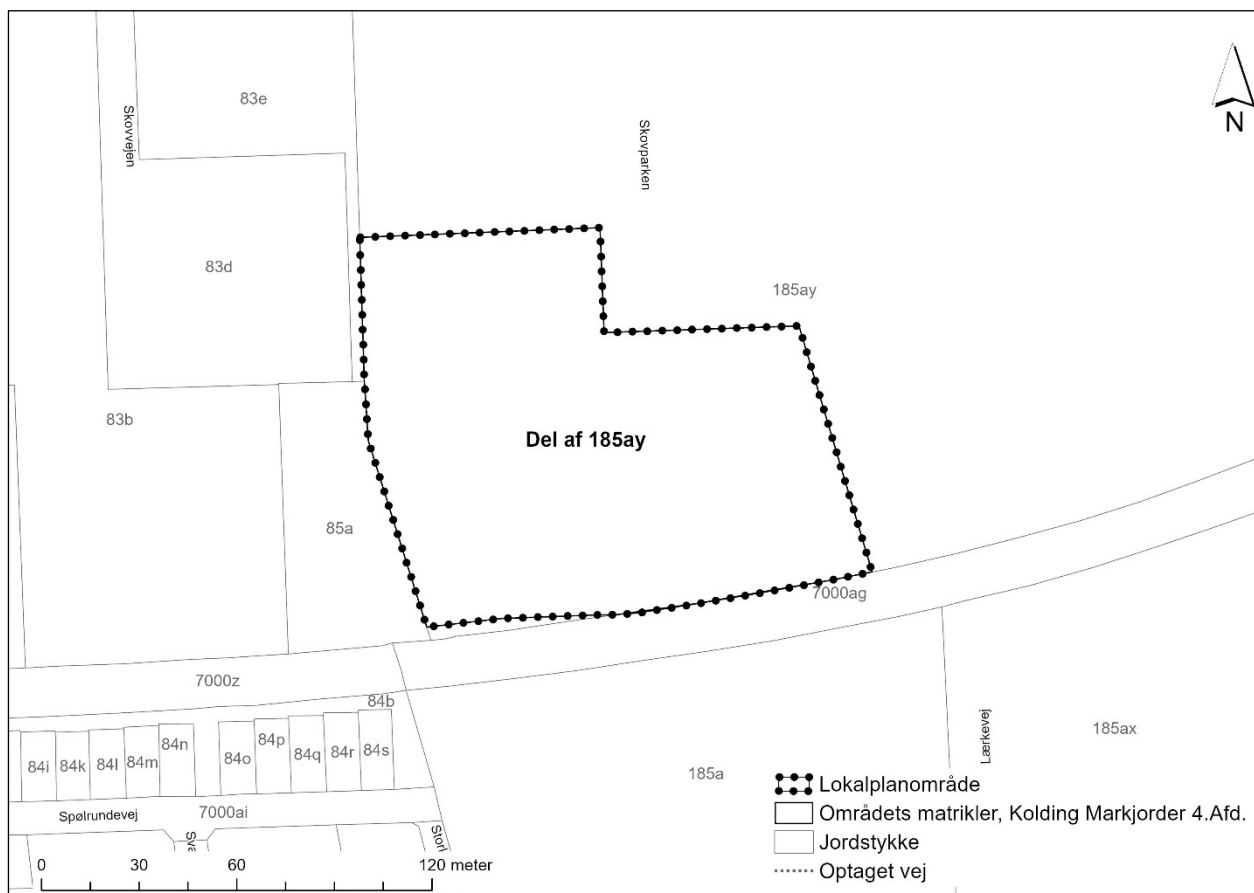 83e
Skovvejen
Skovparken
N
83d
185ay
83b
Del af 185ay
85a
7000ag
7000z
84b
84i
84k
84l
84m
84n
84o
84p
84q
84r
84s
185a
Lærkevej
185ax
Spølrundevej
7000ai
Sva
Storl
0 30 60 120 meter
Lokalplanområde
Områdets matrikler, Kolding Markjorder 4.Afd.
Jordstykke
Optaget vej